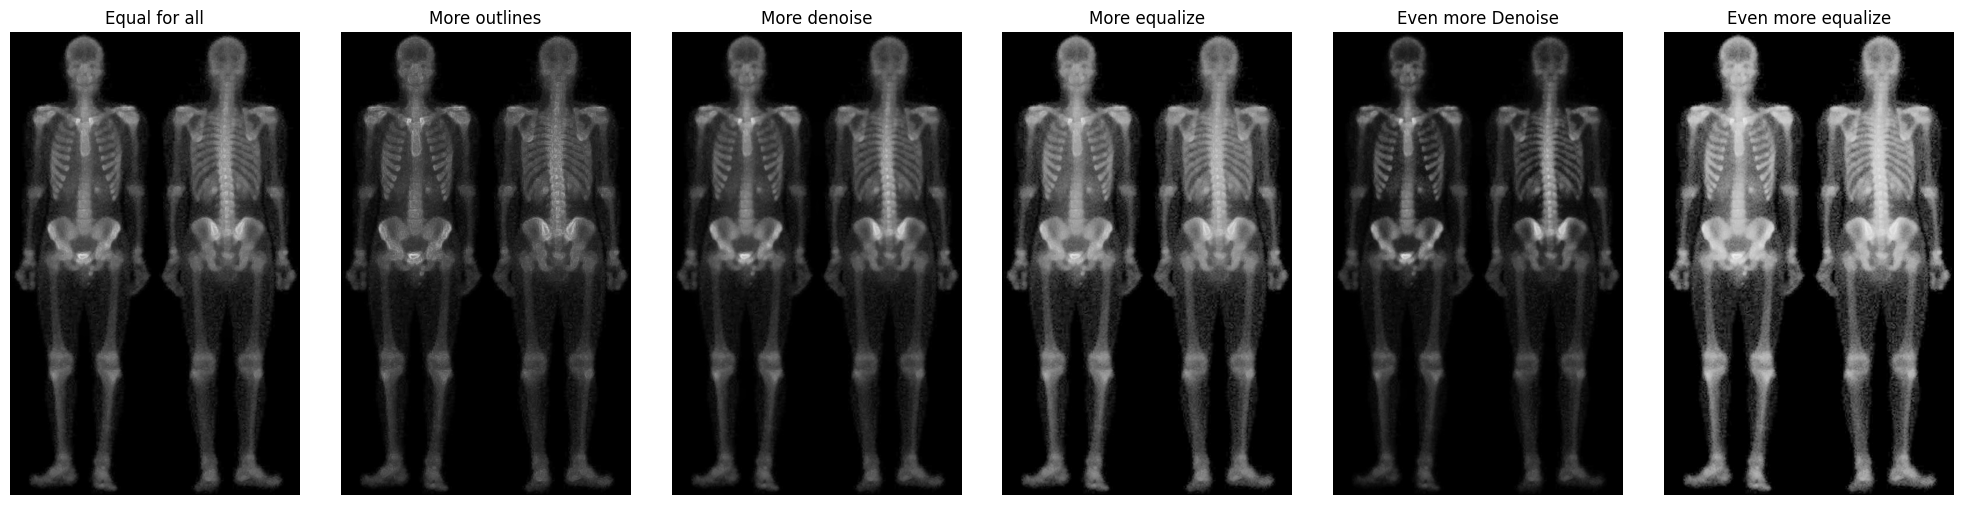 Equal for all
More outlines
More denoise
More equalize
Even more Denoise
Even more equalize